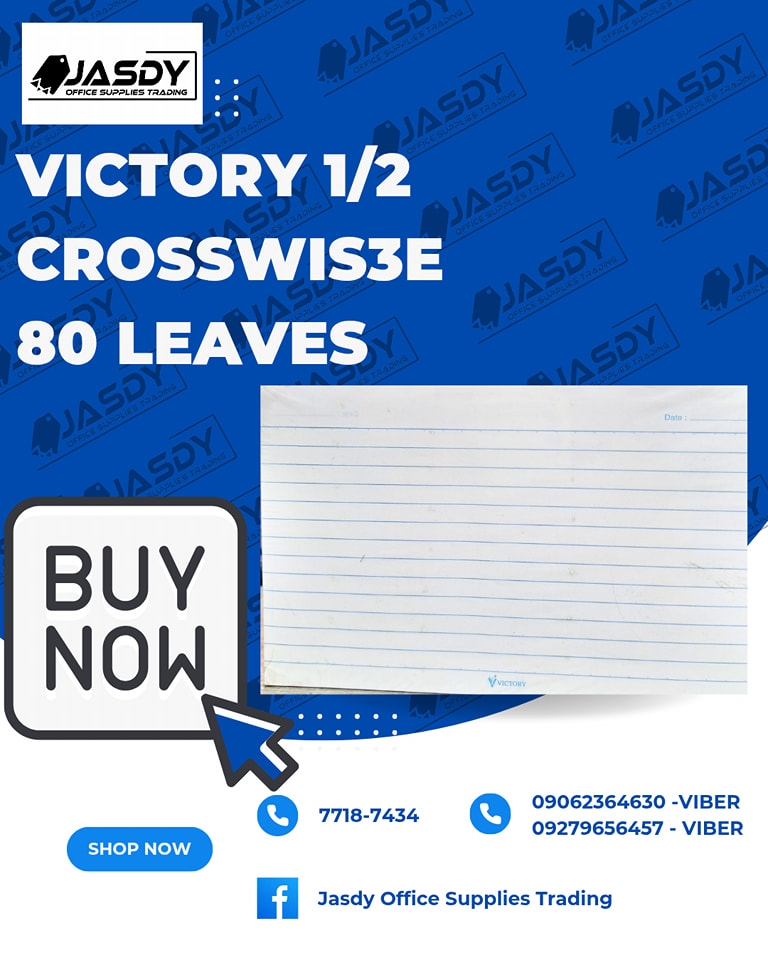 JASDY
OFFICE SUPPLIES TRADING
VICTORY 1/2
CROSSWIS3E
80 LEAVES
Date :
VICTORY
BUY
NOW
7718-7434
09062364630 -VIBER
09279656457 - VIBER
SHOP NOW
Jasdy Office Supplies Trading